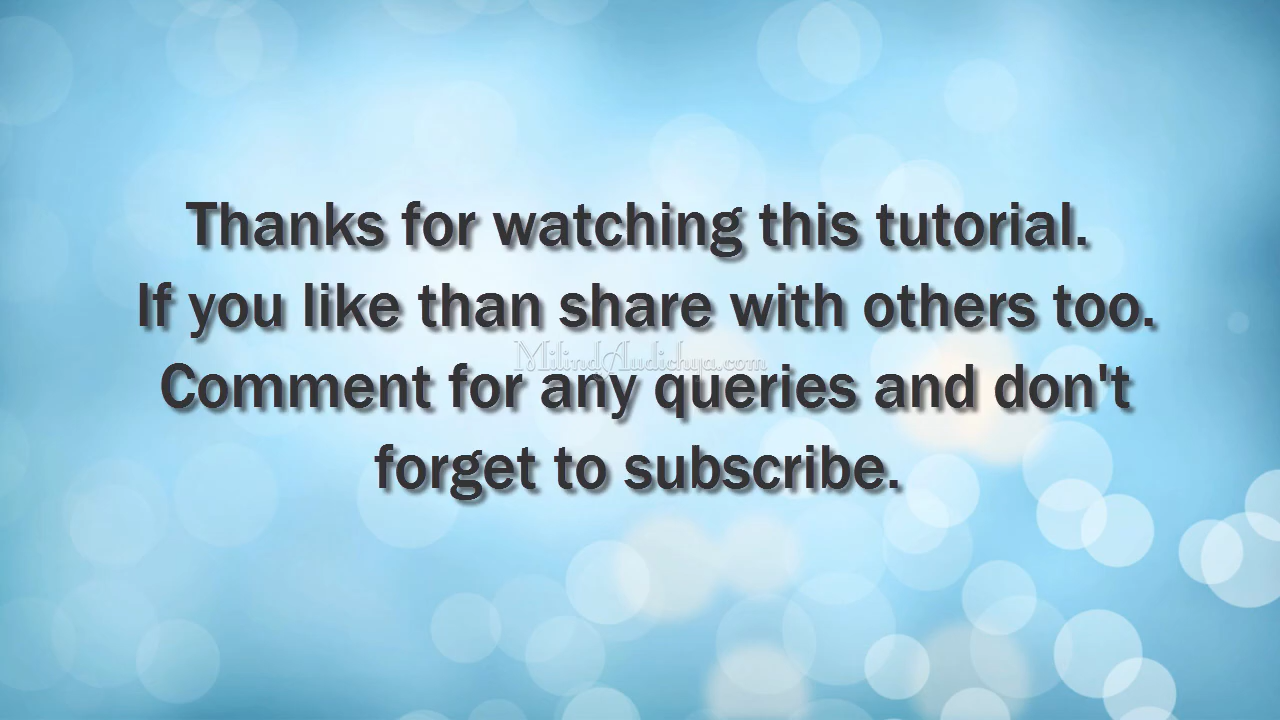 Thanks for watching this tutorial.
If you like than share with others too.
MilindAudichya.com
Comment for any queries and don't
forget to subscribe.